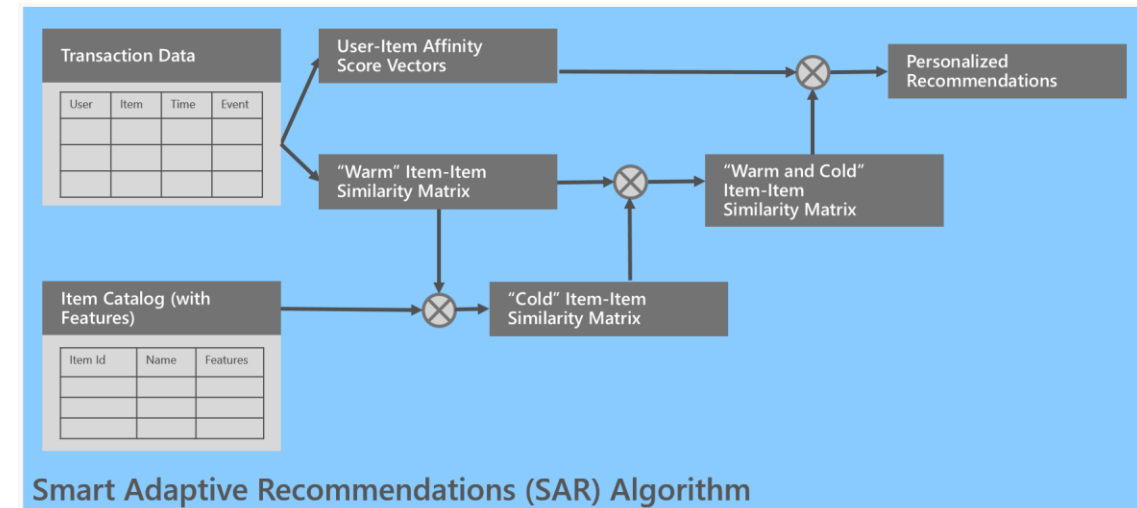 Transaction Data
User Item Time Event
User-Item Affinity
Score Vectors
Personalized
Recommendations
“Warm” Item-Item
Similarity Matrix
“Warm and Cold”
Item-Item
Similarity Matrix
Item Catalog (with
Features)
Item Id Name Features
“Cold” Item-Item
Similarity Matrix
Smart Adaptive Recommendations (SAR) Algorithm